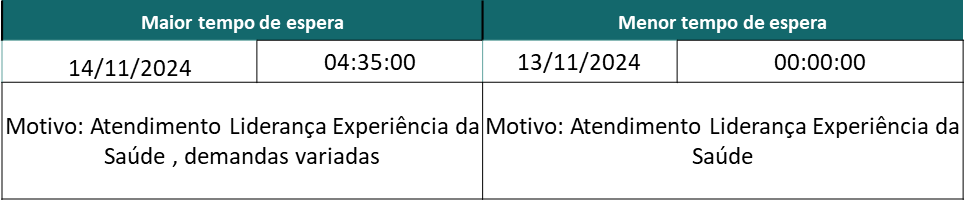 Maior tempo de espera
Menor tempo de espera
14/11/2024
04:35:00
13/11/2024
00:00:00
Motivo: Atendimento Liderança Experiência da
Saúde , demandas variadas
Motivo: Atendimento Liderança Experiência da
Saúde